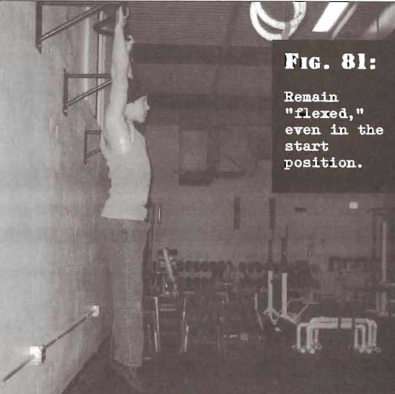 FIG. 81:
Remain
"flexed,"
even in the
start
position.